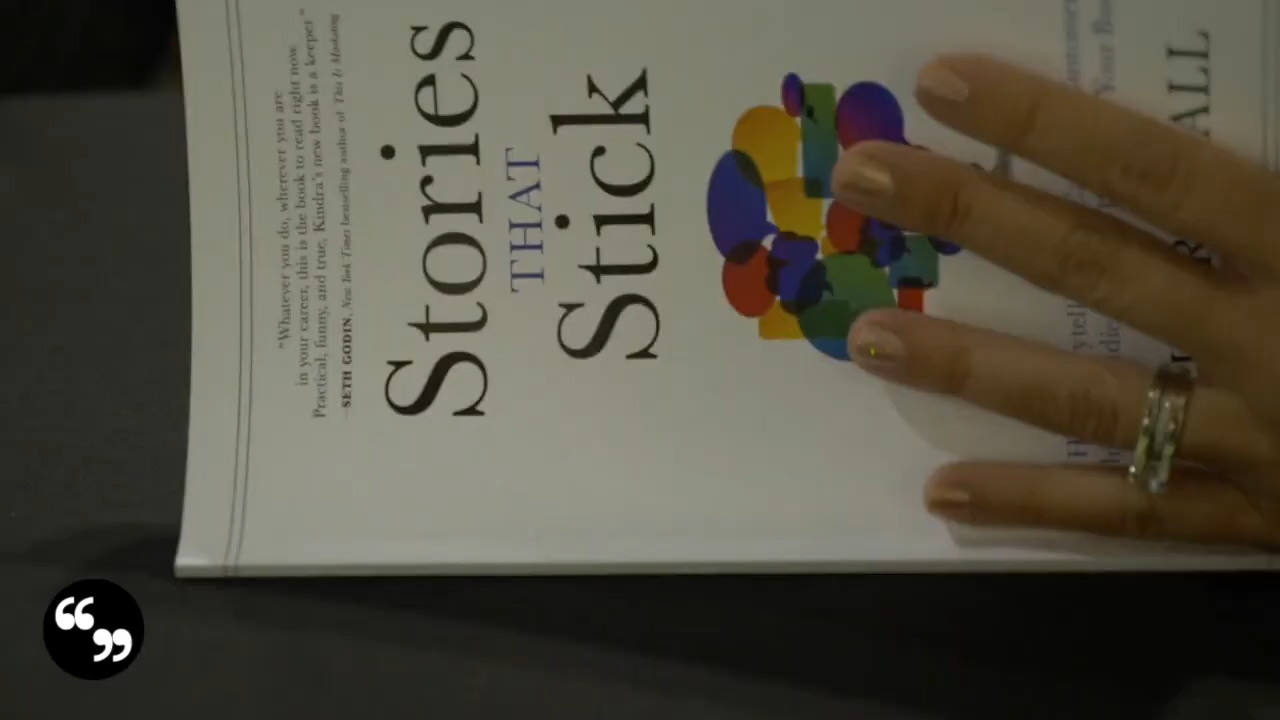 "Whatever you do, wherever you are
in your career, this is the book to read right now.
Practical, funny, and true, Kindra's new book is a keeper."
—SETH GODIN, New York Times bestselling author of This Is Marketing
Stories
THAT
Stick
Your
ALL